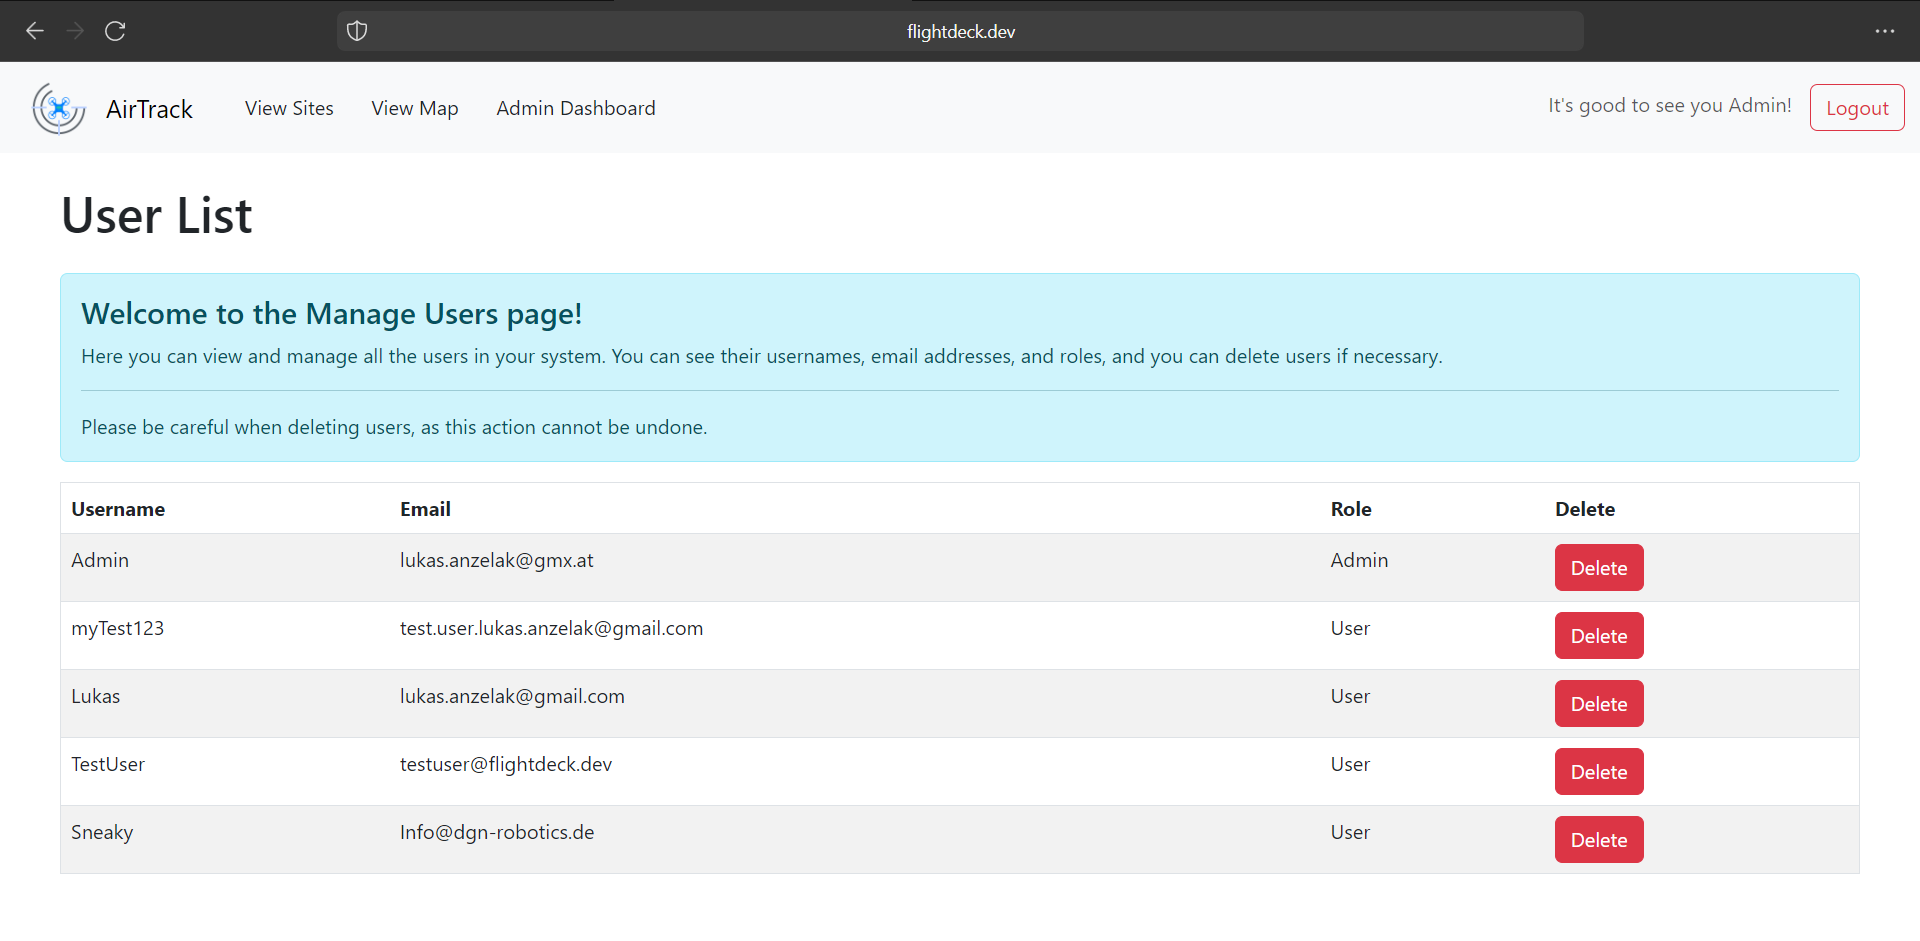 flightdeck.dev
AirTrack View Sites View Map Admin Dashboard It's good to see you Admin! Logout
User List
Welcome to the Manage Users page!
Here you can view and manage all the users in your system. You can see their usernames, email addresses, and roles, and you can delete users if necessary.
Please be careful when deleting users, as this action cannot be undone.
Username Email Role Delete
Admin lukas.anzelak@gmx.at Admin Delete
myTest123 test.user.lukas.anzelak@gmail.com User Delete
Lukas lukas.anzelak@gmail.com User Delete
TestUser testuser@flightdeck.dev User Delete
Sneaky Info@dgn-robotics.de User Delete